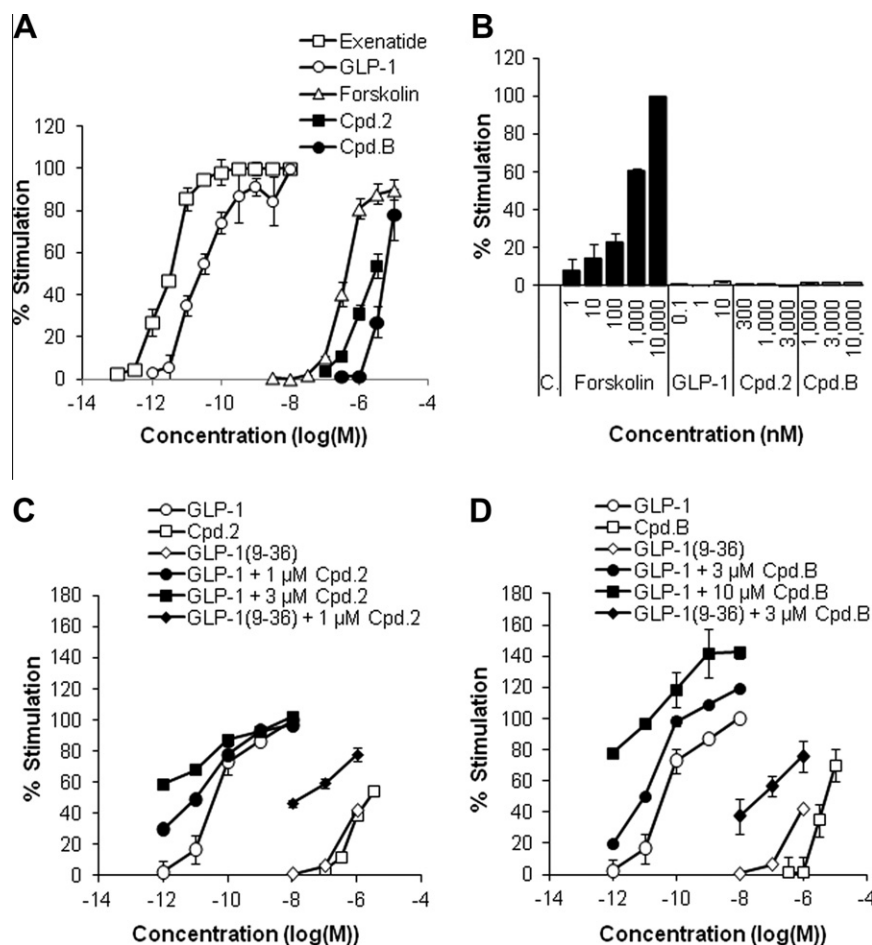 A
Exenatide
GLP-1
Forskolin
Cpd.2
Cpd.B
% Stimulation
120
100
80
60
40
20
0
-14
-12
-10
-8
-6
-4
Concentration (log(M))
B
% Stimulation
120
100
80
60
40
20
0
1
10
100
1,000
10,000
0.1
1
10
300
1,000
3,000
1,000
3,000
10,000
C.
Forskolin
GLP-1
Cpd.2
Cpd.B
Concentration (nM)
C
GLP-1
Cpd.2
GLP-1(9-36)
GLP-1 + 1 µM Cpd.2
GLP-1 + 3 µM Cpd.2
GLP-1(9-36) + 1 µM Cpd.2
% Stimulation
180
160
140
120
100
80
60
40
20
0
-14
-12
-10
-8
-6
-4
Concentration (log(M))
D
GLP-1
Cpd.B
GLP-1(9-36)
GLP-1 + 3 µM Cpd.B
GLP-1 + 10 µM Cpd.B
GLP-1(9-36) + 3 µM Cpd.B
% Stimulation
180
160
140
120
100
80
60
40
20
0
-14
-12
-10
-8
-6
-4
Concentration (log(M))